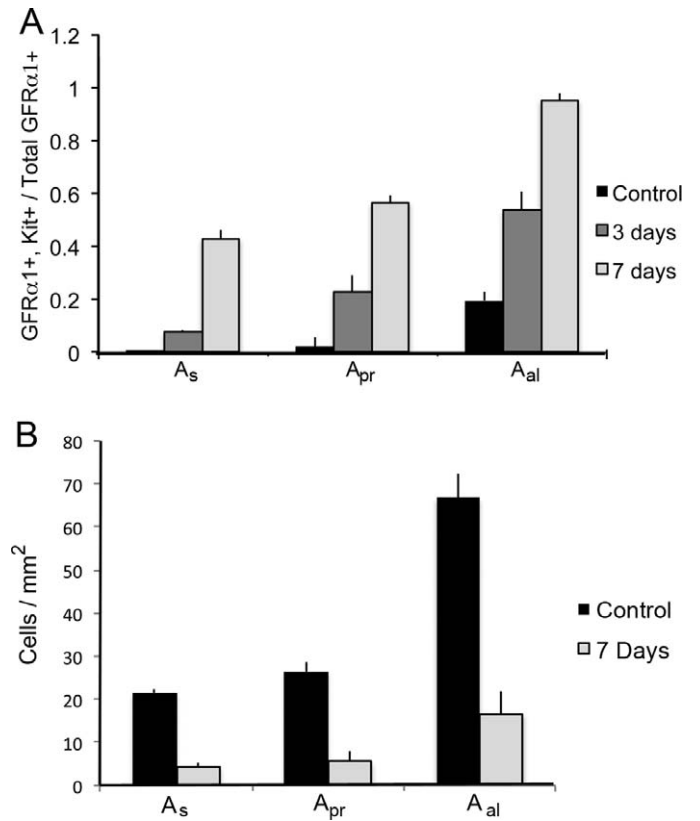 A
1.2
1
0.8
0.6
0.4
0.2
0
GFRα1+, Kit+ / Total GFRα1+
As
Apr
Aal
Control
3 days
7 days
B
80
70
60
50
40
30
20
10
0
Cells / mm²
As
Apr
A al
Control
7 Days